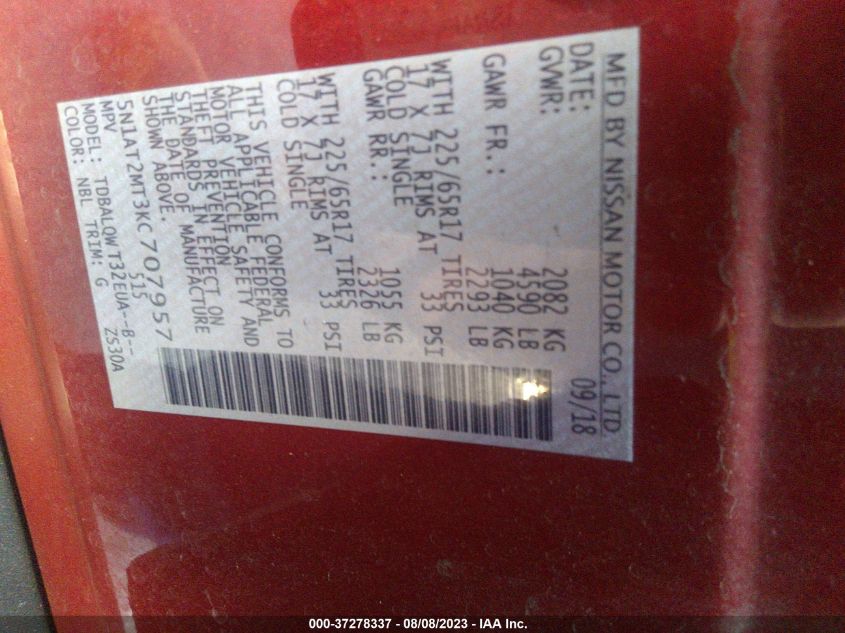 MFD BY NISSAN MOTOR CO., LTD.
DATE: 09/18
GVWR: 2082 KG
4590 LB
GAWR FR.: 1040 KG
2293 LB
WITH 225/65R17 TIRES
17 X 7J RIMS AT 33 PSI
COLD SINGLE
GAWR RR.: 1055 KG
2326 LB
WITH 225/65R17 TIRES
17 X 7J RIMS AT 33 PSI
COLD SINGLE
THIS VEHICLE CONFORMS TO
ALL APPLICABLE FEDERAL
MOTOR VEHICLE SAFETY AND
THEFT PREVENTION
STANDARDS IN EFFECT ON
THE DATE OF MANUFACTURE
SHOWN ABOVE.
5N1AT2MT3KC707957
MPV 515
MODEL: TDBALQWT32EUA--B--
COLOR: NBL TRIM: G ZS30A
000-37278337 - 08/08/2023 - IAA Inc.